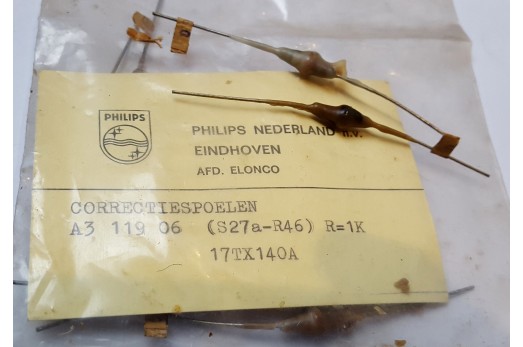 PHILIPS
PHILIPS NEDERLAND N.V.
EINDHOVEN
AFD. ELONCO
CORRECTIESPOELEN
A3 119 06 (S27a-R46) R=1K
17TX140A